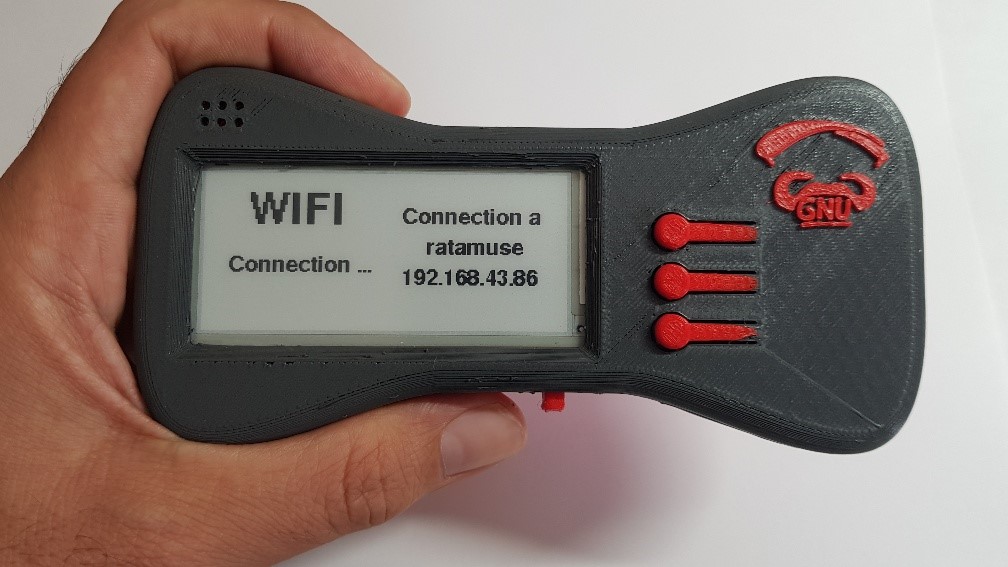 WIFI
Connection ...
Connection a
ratamuse
192.168.43.86
GNU